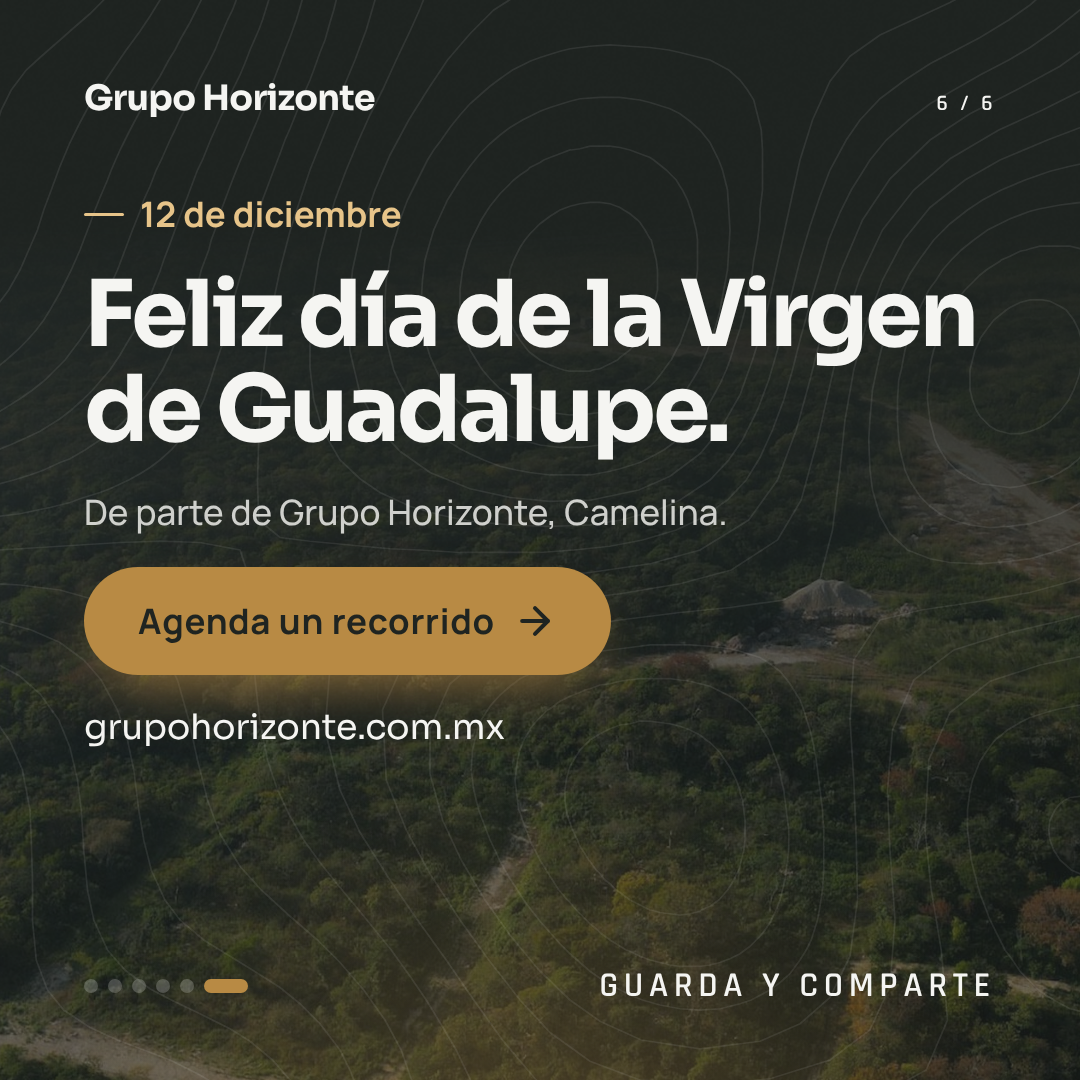 Grupo Horizonte
6 / 6
— 12 de diciembre
Feliz día de la Virgen
de Guadalupe.
De parte de Grupo Horizonte, Camelina.
Agenda un recorrido →
grupohorizonte.com.mx
GUARDA Y COMPARTE